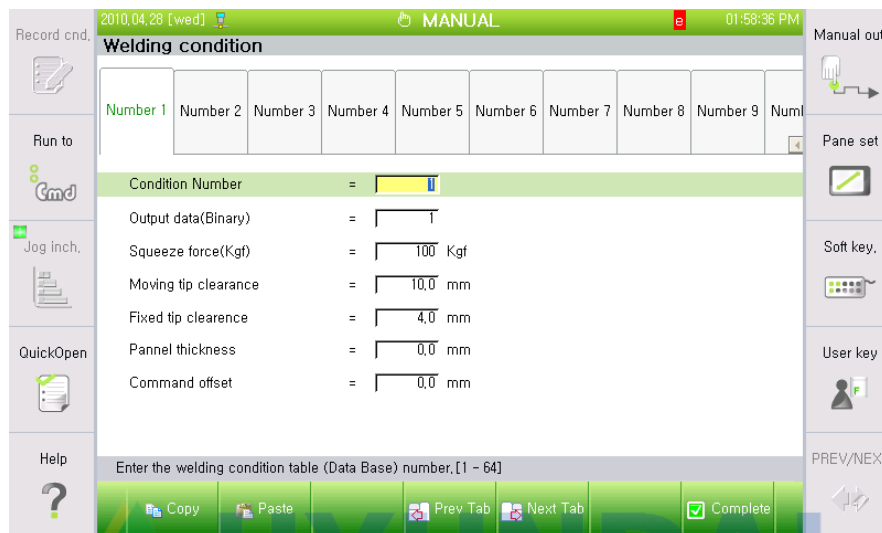 2010,04,28 [wed] MANUAL e 01:58:36 PM
Welding condition
Record cnd,
Run to
Cmd
Jog inch,
QuickOpen
Help
?
Number 1 Number 2 Number 3 Number 4 Number 5 Number 6 Number 7 Number 8 Number 9
Condition Number = 1
Output data(Binary) = 1
Squeeze force(Kgf) = 100 Kgf
Moving tip clearance = 10,0 mm
Fixed tip clearence = 4,0 mm
Pannel thickness = 0,0 mm
Command offset = 0,0 mm
Enter the welding condition table (Data Base) number,[1 - 64]
Copy Paste Prev Tab Next Tab Complete
Manual out
Pane set
Soft key,
User key
F
PREV/NEX